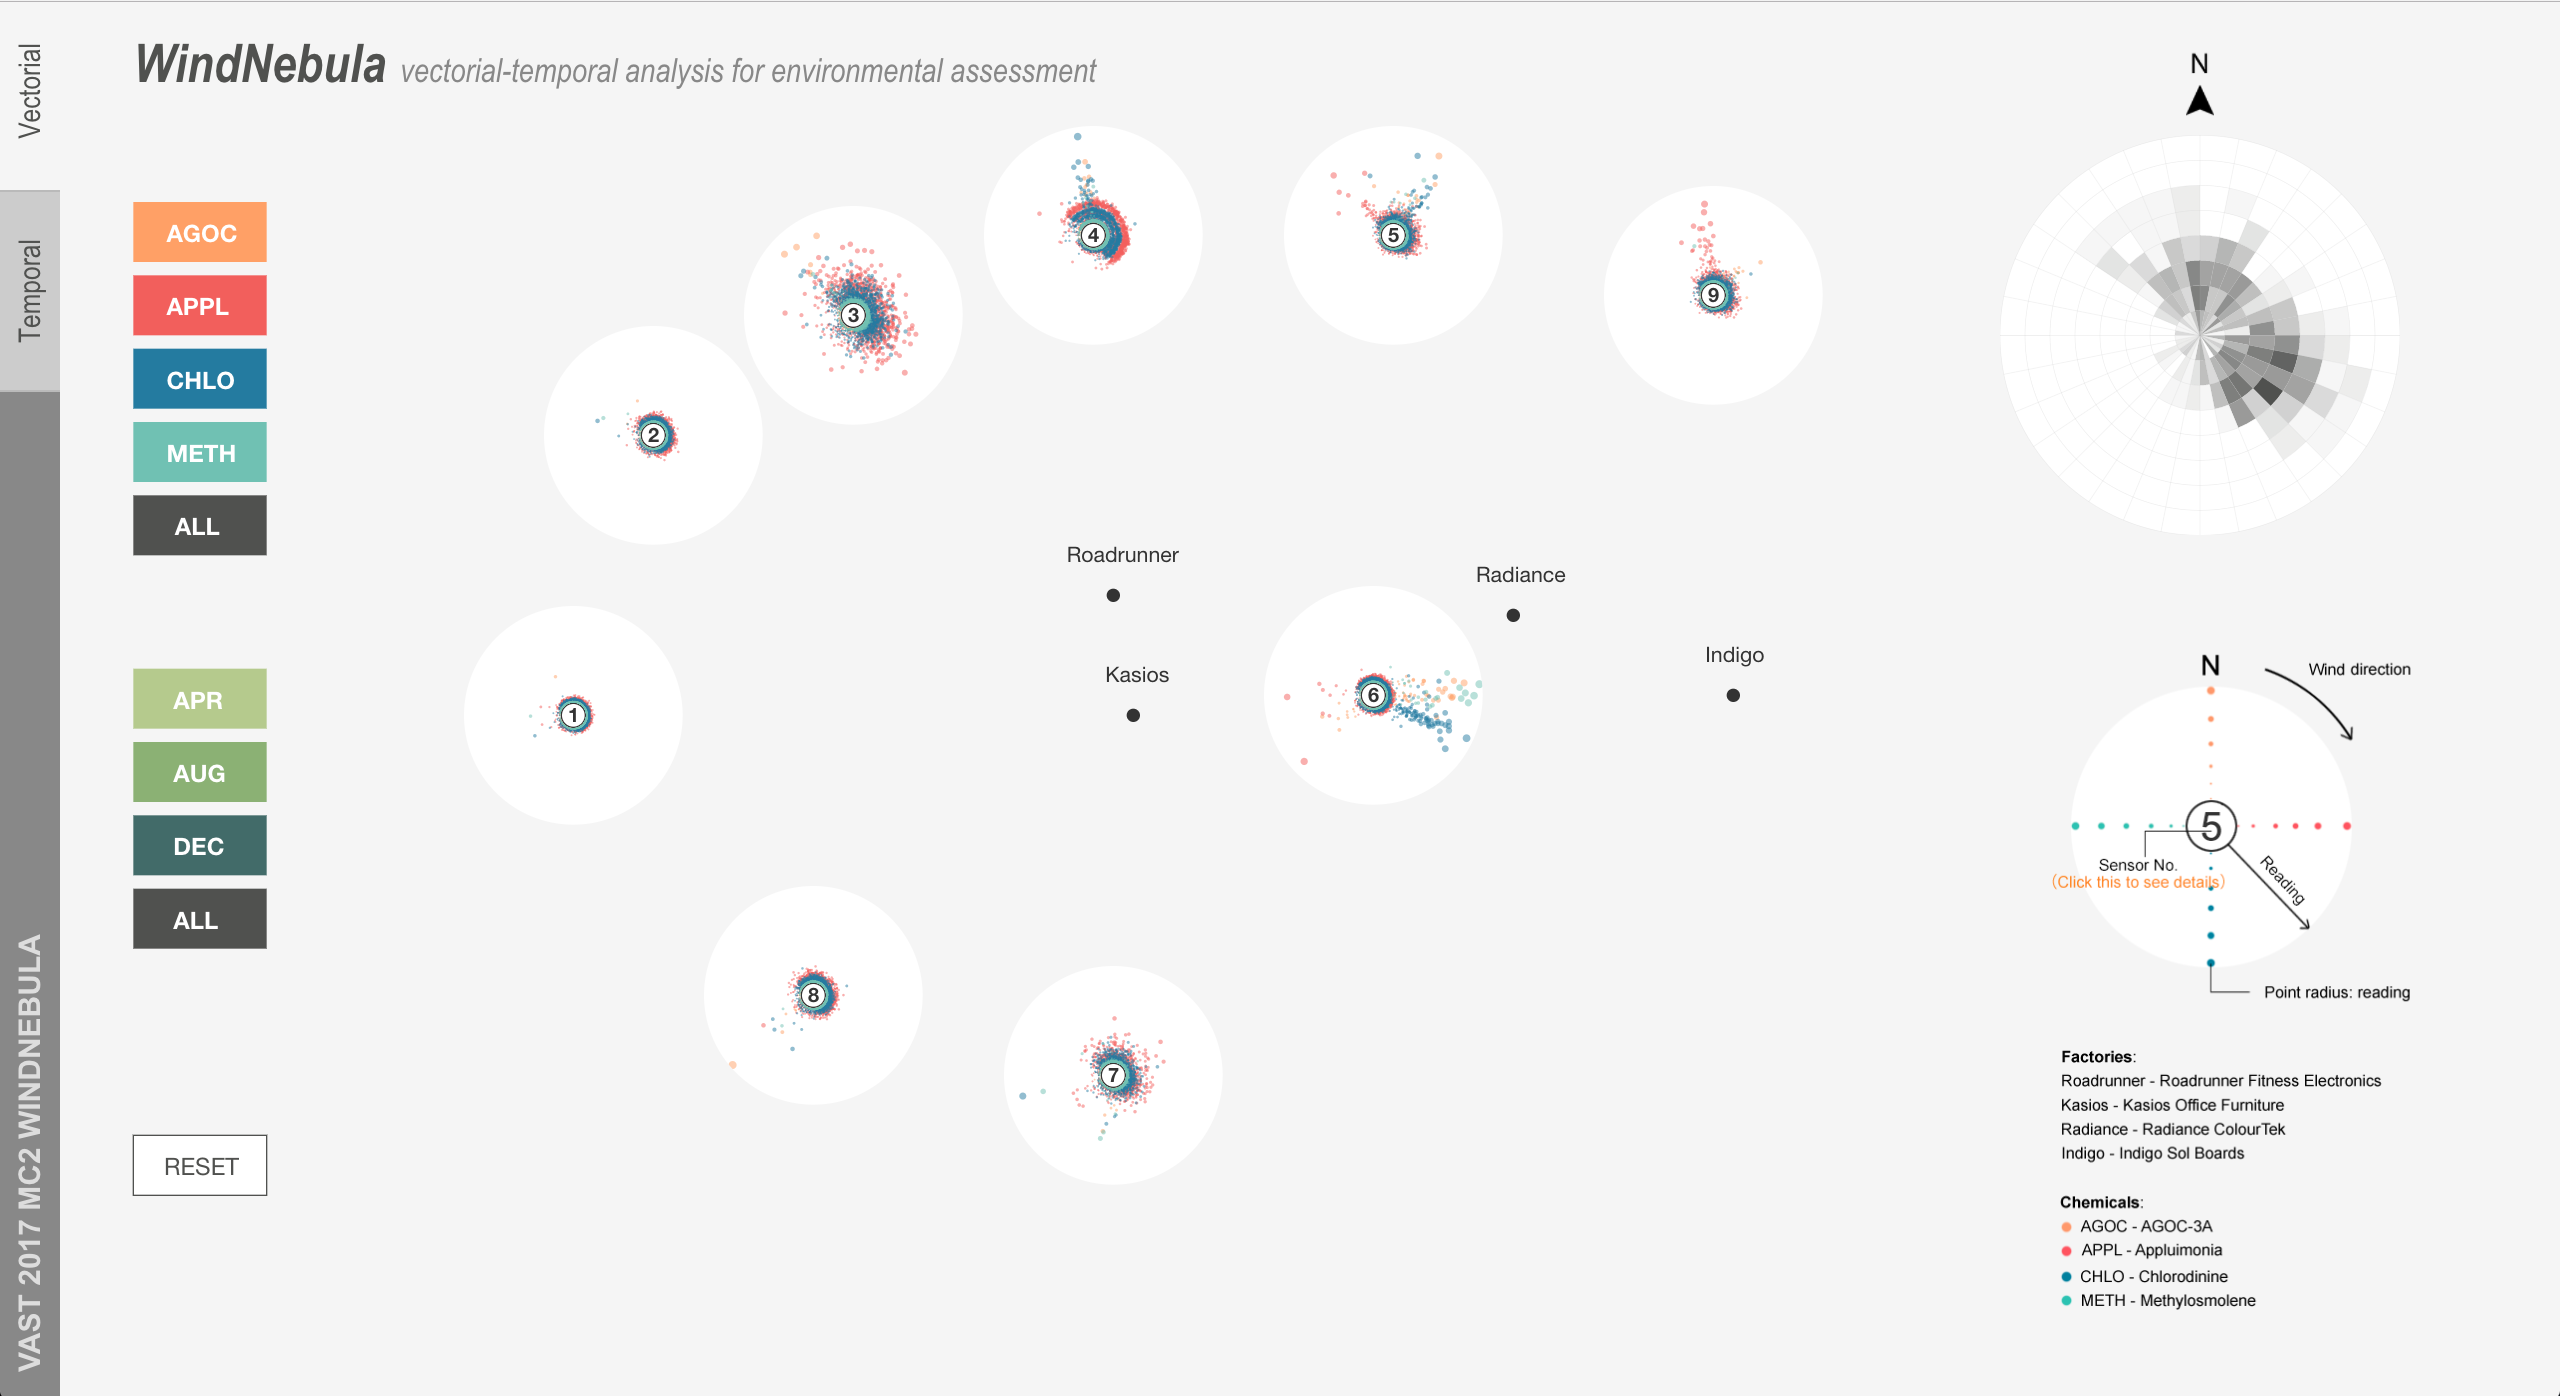 Vectorial
Temporal
VAST 2017 MC2 WINDNEBULA
WindNebula vectorial-temporal analysis for environmental assessment
AGOC
APPL
CHLO
METH
ALL
APR
AUG
DEC
ALL
RESET
4
5
9
3
2
Roadrunner
Radiance
Kasios
Indigo
1
6
8
7
N
N
Wind direction
5
Sensor No.
(Click this to see details)
Reading
Point radius: reading
Factories:
Roadrunner - Roadrunner Fitness Electronics
Kasios - Kasios Office Furniture
Radiance - Radiance ColourTek
Indigo - Indigo Sol Boards
Chemicals:
AGOC - AGOC-3A
APPL - Appluimonia
CHLO - Chlorodinine
METH - Methylosmolene